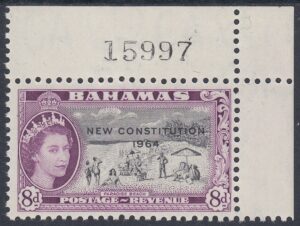 15997
BAHAMAS
NEW CONSTITUTION
1964
PARADISE BEACH
8d 8d
POSTAGE~REVENUE